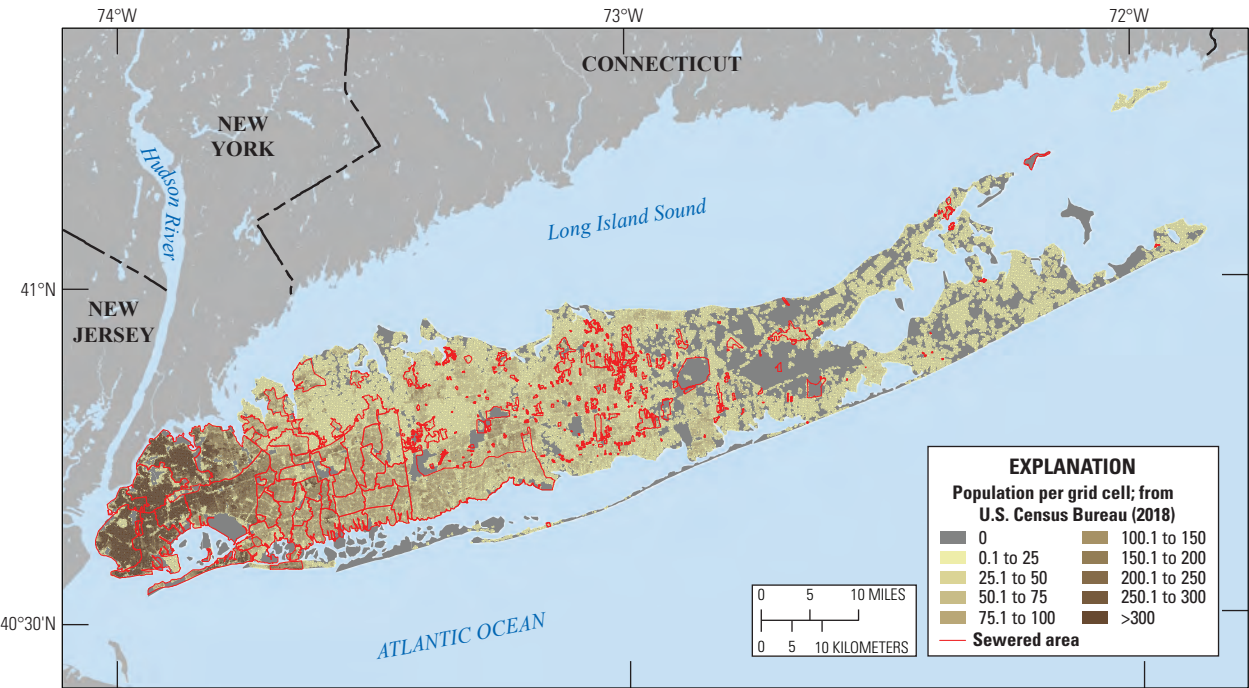 74°W
73°W
72°W
CONNECTICUT
NEW
YORK
Hudson River
Long Island Sound
41°N
NEW
JERSEY
EXPLANATION
Population per grid cell; from
U.S. Census Bureau (2018)
0
0.1 to 25
25.1 to 50
50.1 to 75
75.1 to 100
100.1 to 150
150.1 to 200
200.1 to 250
250.1 to 300
>300
Sewered area
0 5 10 MILES
0 5 10 KILOMETERS
40°30'N
ATLANTIC OCEAN